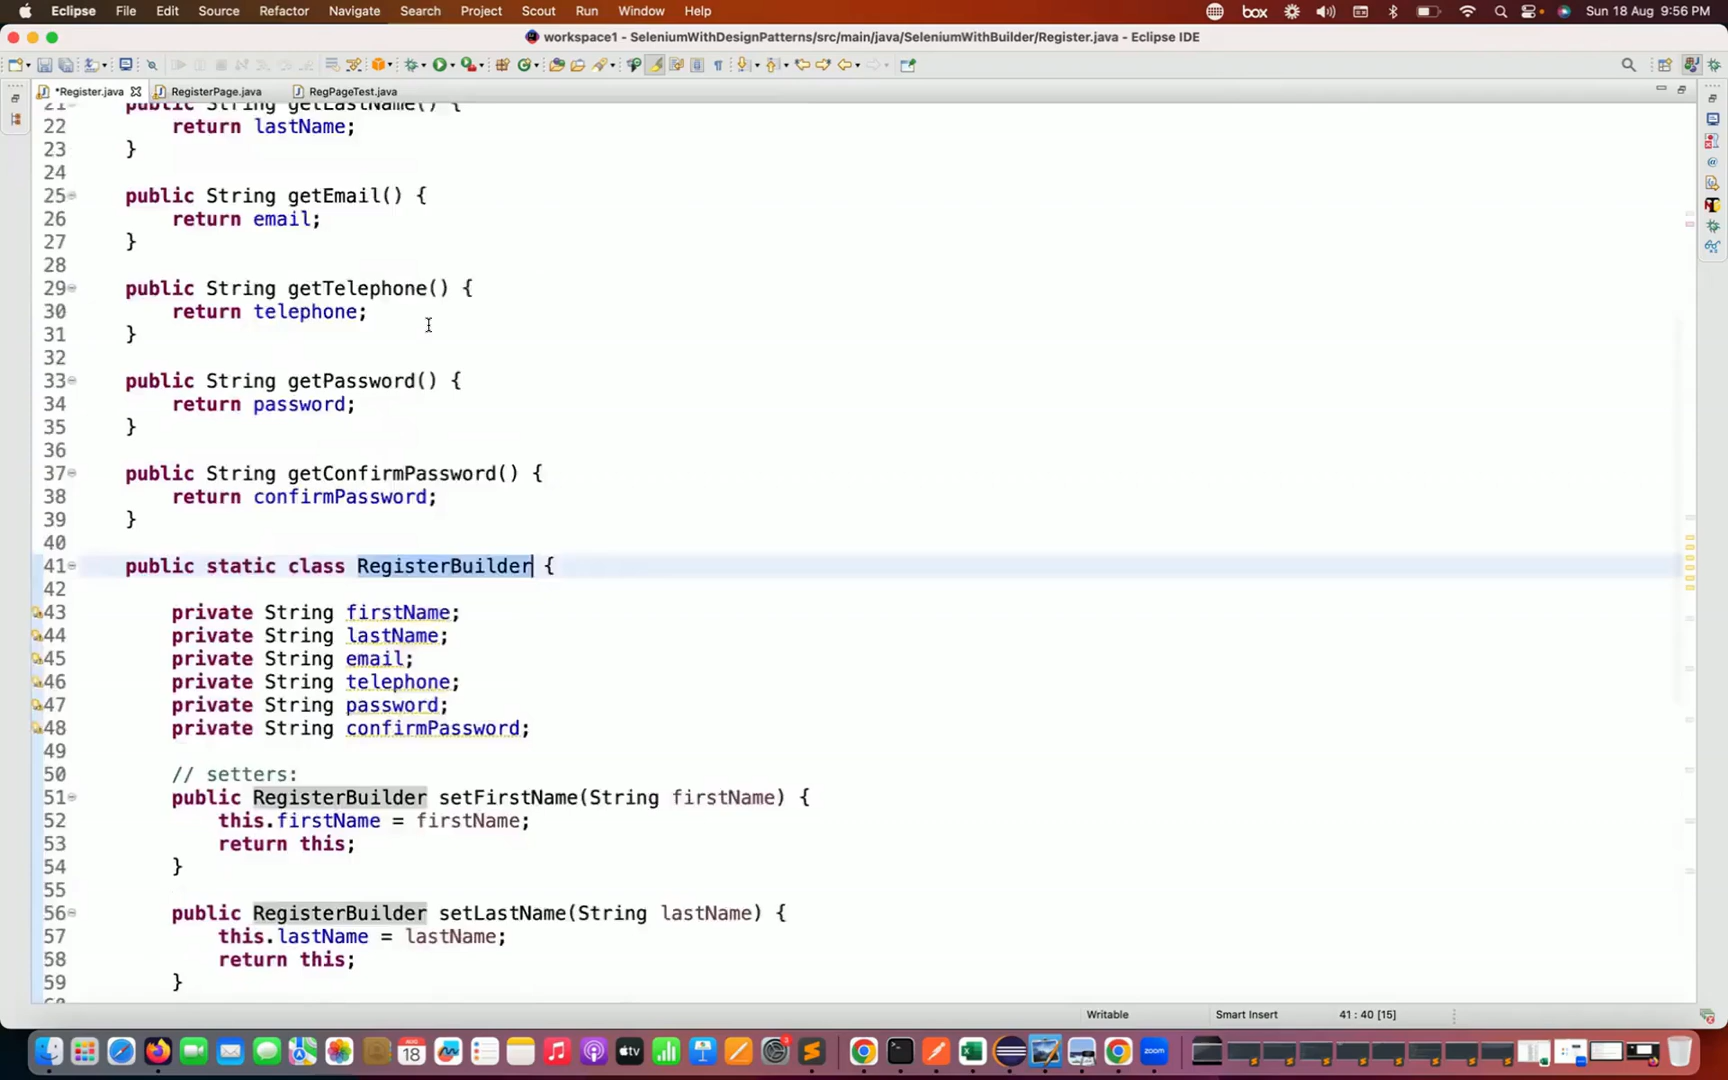 Eclipse File Edit Source Refactor Navigate Search Project Scout Run Window Help box Sun 18 Aug 9:56 PM
workspace1 - SeleniumWithDesignPatterns/src/main/java/SeleniumWithBuilder/Register.java - Eclipse IDE
*Register.java RegisterPage.java RegPageTest.java
21 public String getLastName() {
22 return lastName;
23 }
24
25 public String getEmail() {
26 return email;
27 }
28
29 public String getTelephone() {
30 return telephone;
31 }
32
33 public String getPassword() {
34 return password;
35 }
36
37 public String getConfirmPassword() {
38 return confirmPassword;
39 }
40
41 public static class RegisterBuilder {
42
43 private String firstName;
44 private String lastName;
45 private String email;
46 private String telephone;
47 private String password;
48 private String confirmPassword;
49
50 // setters:
51 public RegisterBuilder setFirstName(String firstName) {
52 this.firstName = firstName;
53 return this;
54 }
55
56 public RegisterBuilder setLastName(String lastName) {
57 this.lastName = lastName;
58 return this;
59 }
Writable Smart Insert 41 : 40 [15]